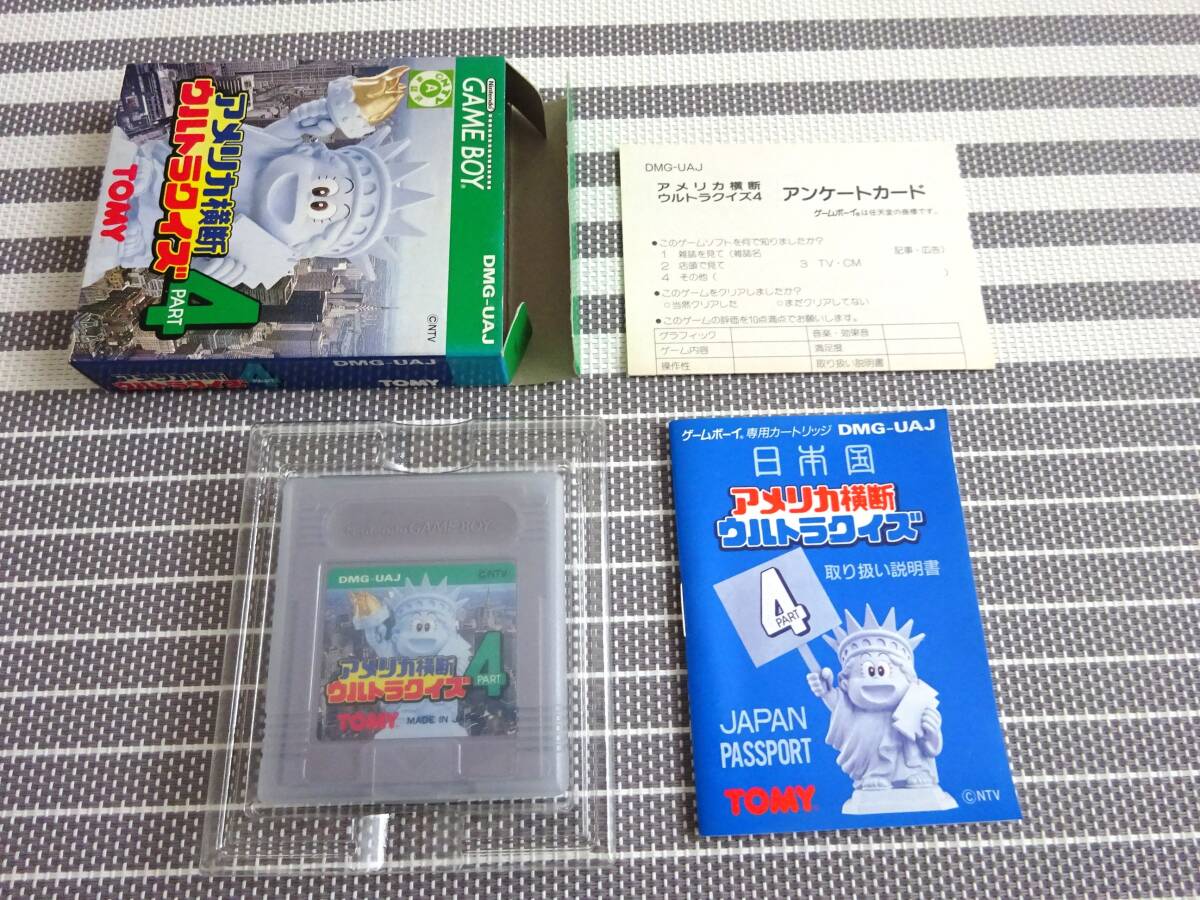 Nintendo
GAME BOY
アメリカ横断
ウルトラクイズ
PART
4
TOMY
DMG-UAJ
©NTV
A
DMG-UAJ
TOMY
PART
4
DMG-UAJ
アメリカ横断
ウルトラクイズ4 アンケートカード
ゲームボーイ®は任天堂の商標です。
●このゲームソフトを何で知りましたか?
1 雑誌を見て(雑誌名 記事・広告)
2 店頭で見て 3 TV・CM
4 その他( )
●このゲームをクリアしましたか?
○当然クリアした ○まだクリアしてない
●このゲームの評価を10点満点でお願いします。
グラフィック 音楽・効果音
ゲーム内容 満足度
操作性 取り扱い説明書
Nintendo GAME BOY
DMG-UAJ ©NTV
アメリカ横断
ウルトラクイズ
4
PART
TOMY MADE IN
ゲームボーイ®専用カートリッジ DMG-UAJ
日本国
アメリカ横断
ウルトラクイズ
取り扱い説明書
4
PART
JAPAN
PASSPORT
TOMY
©NTV